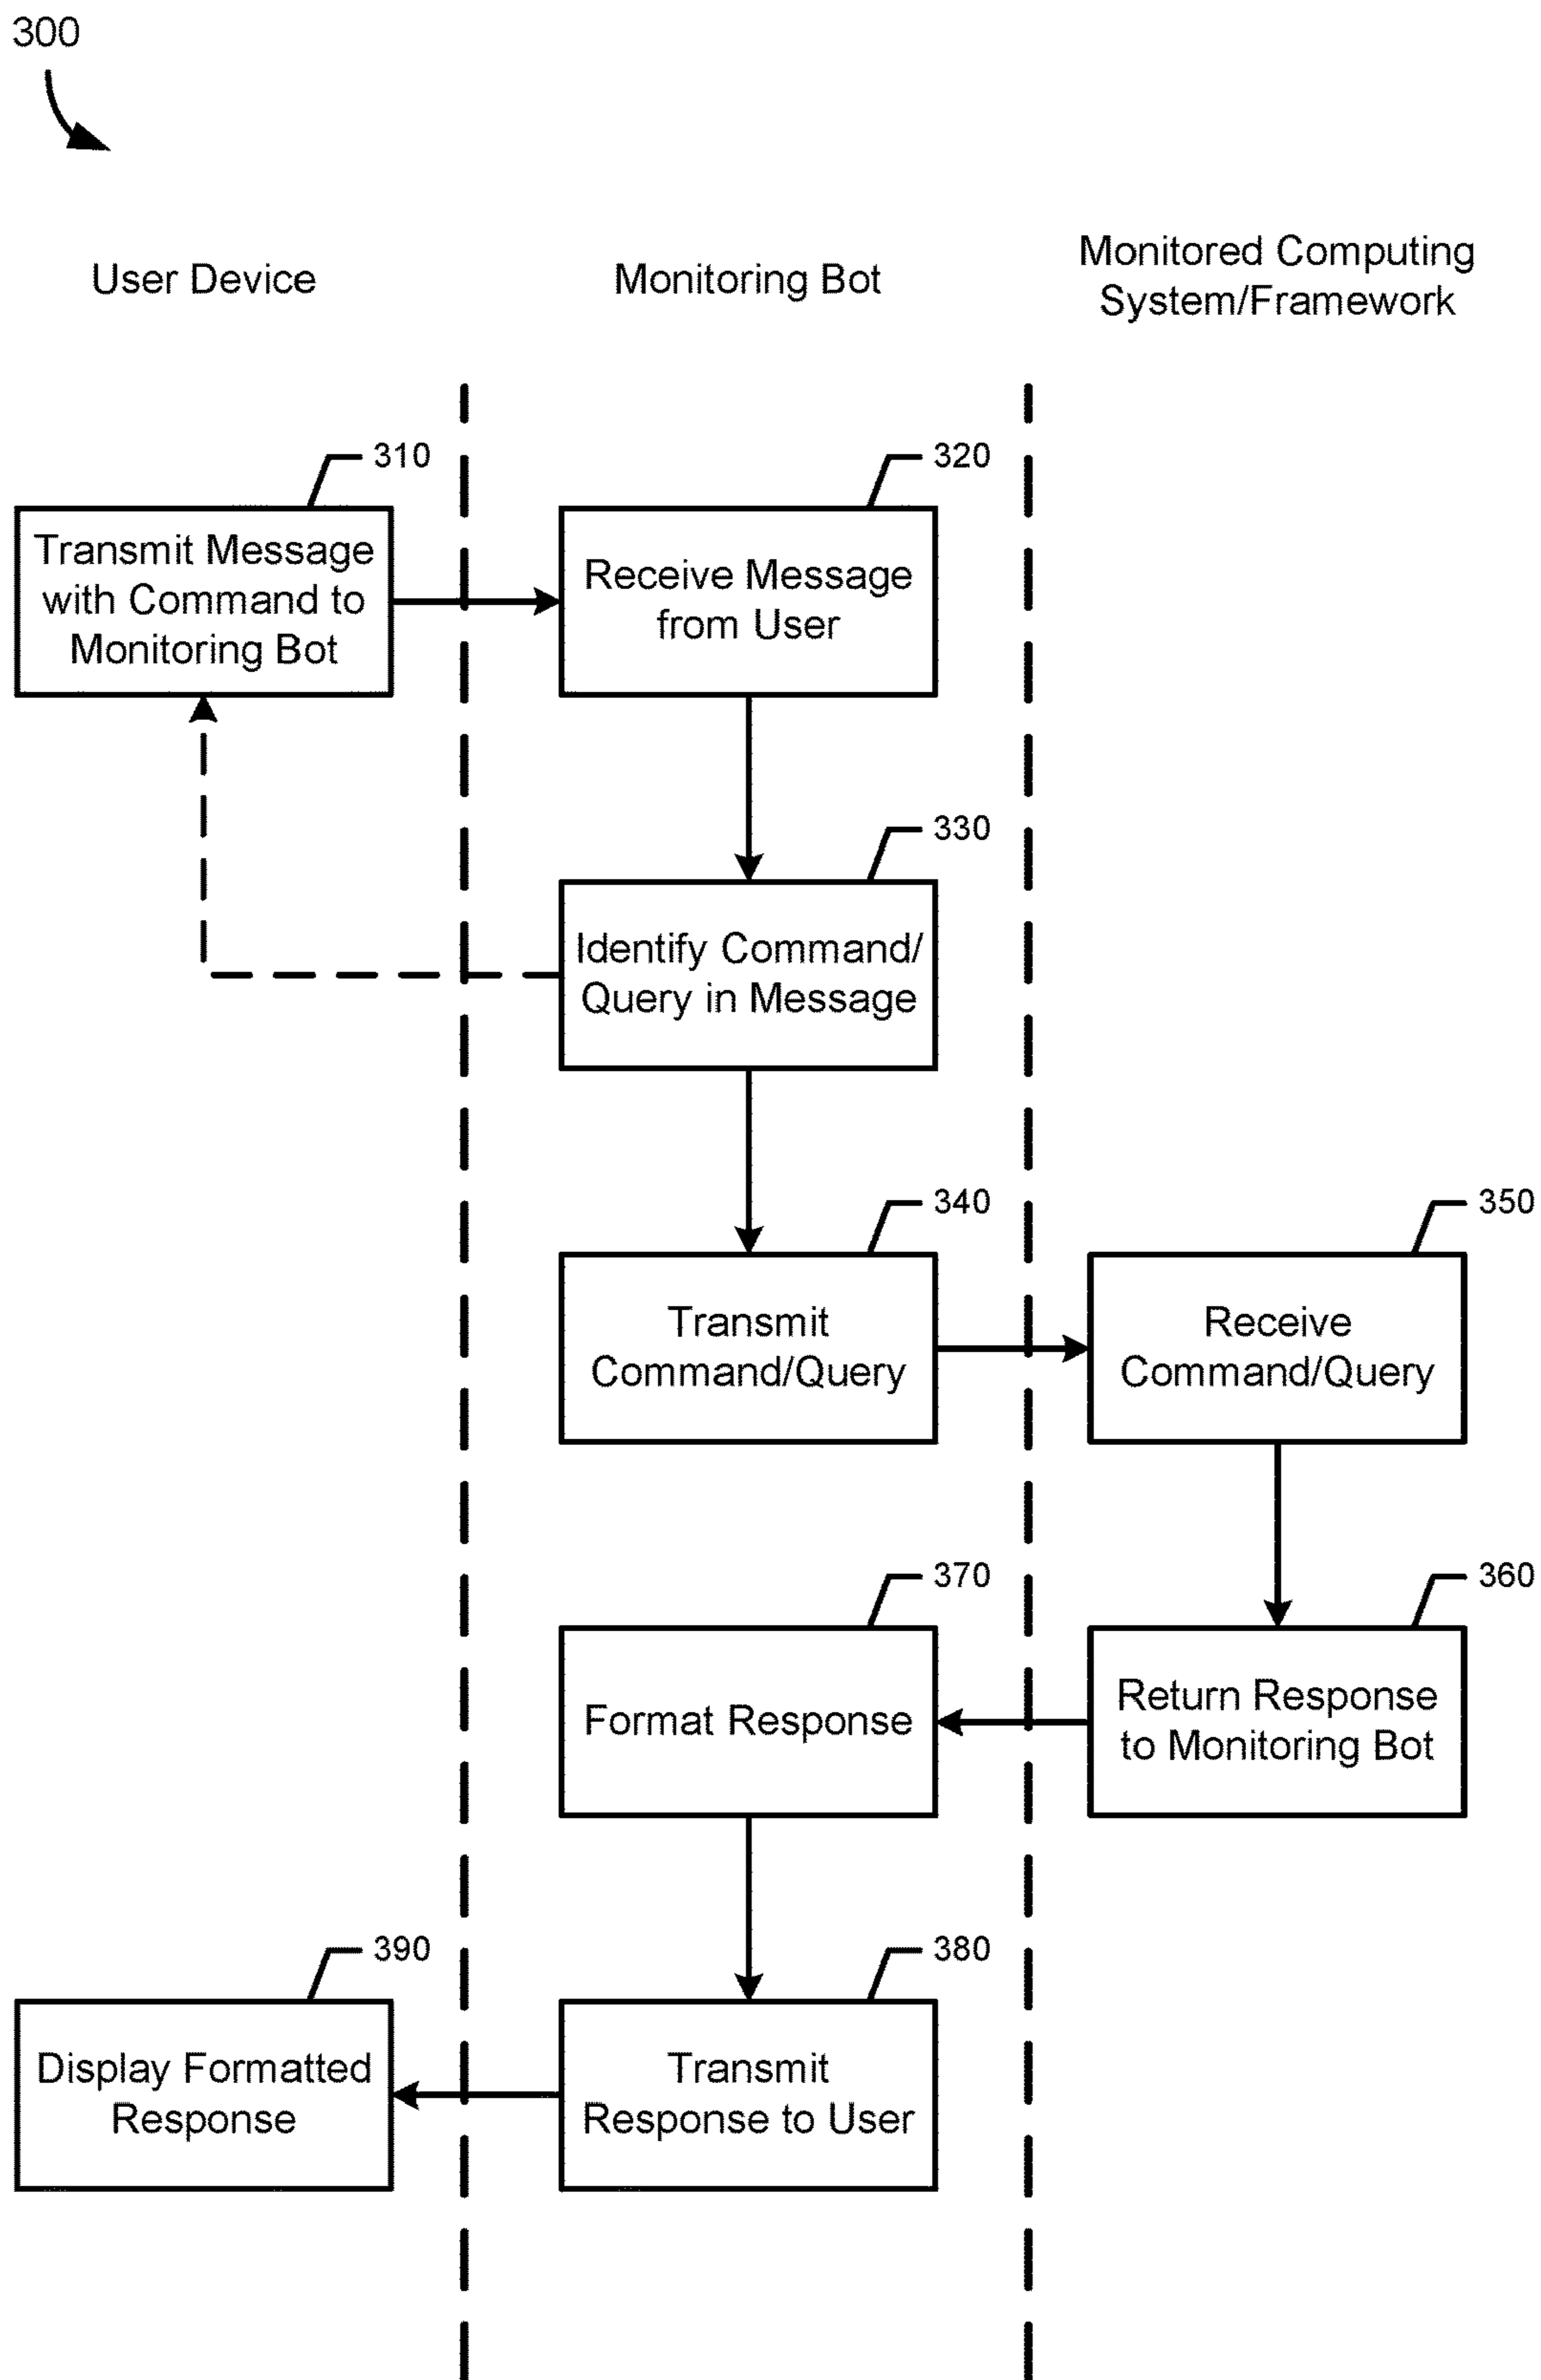 300
User Device
Monitoring Bot
Monitored Computing
System/Framework
310
Transmit Message
with Command to
Monitoring Bot
320
Receive Message
from User
330
Identify Command/
Query in Message
340
Transmit
Command/Query
350
Receive
Command/Query
370
Format Response
360
Return Response
to Monitoring Bot
390
Display Formatted
Response
380
Transmit
Response to User